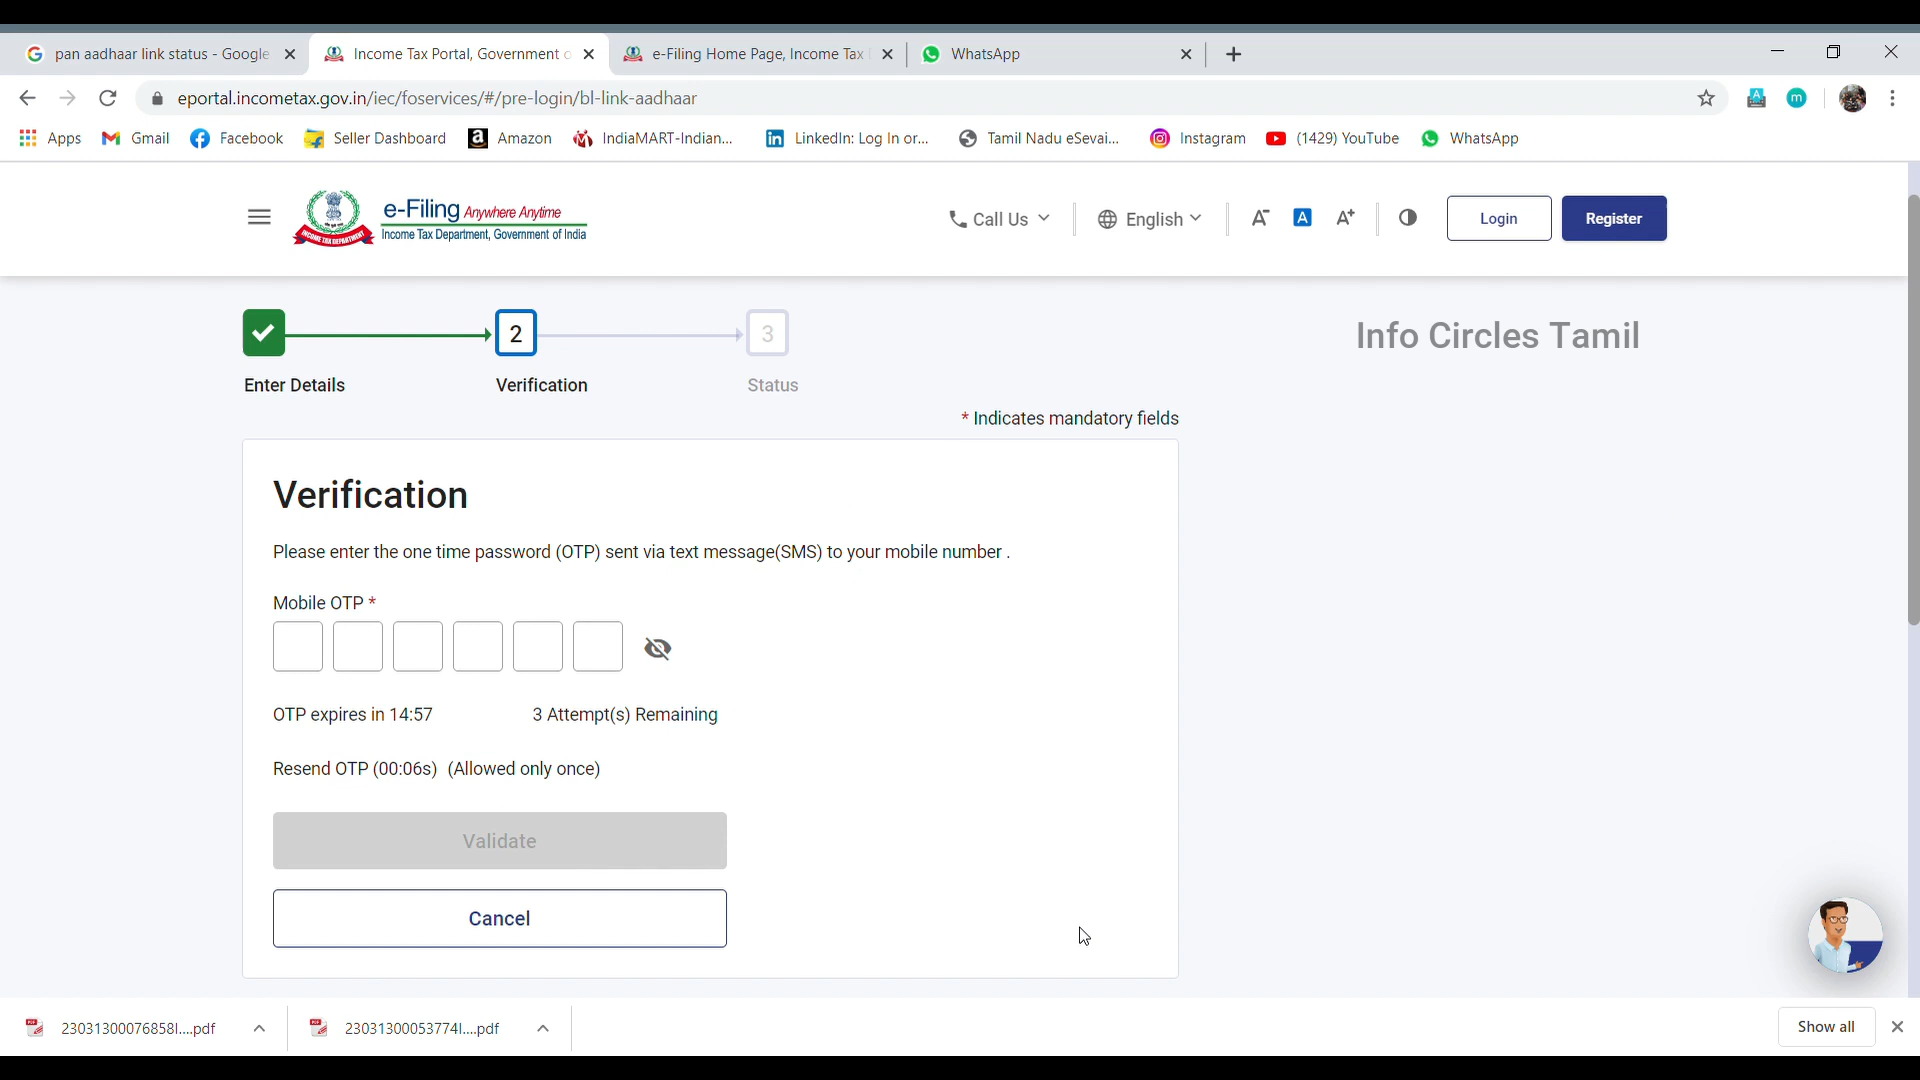 pan aadhaar link status - Google
Income Tax Portal, Government o
e-Filing Home Page, Income Tax
WhatsApp
eportal.incometax.gov.in/iec/foservices/#/pre-login/bl-link-aadhaar
Apps
Gmail
Facebook
Seller Dashboard
Amazon
IndiaMART-Indian...
LinkedIn: Log In or...
Tamil Nadu eSevai...
Instagram
(1429) YouTube
WhatsApp
e-Filing Anywhere Anytime
Income Tax Department, Government of India
INCOME TAX DEPARTMENT
Call Us
English
A-
A
A+
Login
Register
2
3
Info Circles Tamil
Enter Details
Verification
Status
* Indicates mandatory fields
Verification
Please enter the one time password (OTP) sent via text message(SMS) to your mobile number .
Mobile OTP *
OTP expires in 14:57
3 Attempt(s) Remaining
Resend OTP (00:06s) (Allowed only once)
Validate
Cancel
23031300076858I....pdf
23031300053774I....pdf
Show all